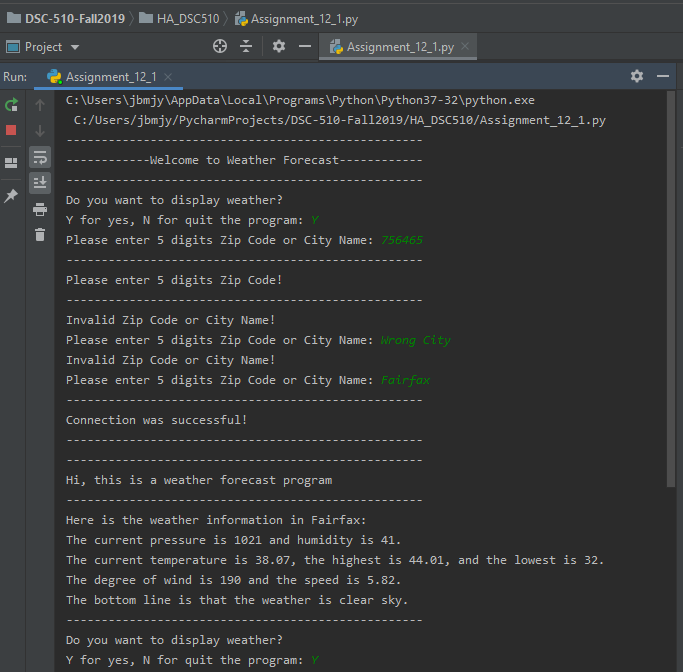 DSC-510-Fall2019 HA_DSC510 Assignment_12_1.py
Project Assignment_12_1.py
Run: Assignment_12_1
C:\Users\jbmjy\AppData\Local\Programs\Python\Python37-32\python.exe
C:/Users/jbmjy/PycharmProjects/DSC-510-Fall2019/HA_DSC510/Assignment_12_1.py
---------------------------------------------------
------------Welcome to Weather Forecast------------
---------------------------------------------------
Do you want to display weather?
Y for yes, N for quit the program: Y
Please enter 5 digits Zip Code or City Name: 756465
---------------------------------------------------
Please enter 5 digits Zip Code!
---------------------------------------------------
Invalid Zip Code or City Name!
Please enter 5 digits Zip Code or City Name: Wrong City
Invalid Zip Code or City Name!
Please enter 5 digits Zip Code or City Name: Fairfax
---------------------------------------------------
Connection was successful!
---------------------------------------------------
---------------------------------------------------
Hi, this is a weather forecast program
---------------------------------------------------
Here is the weather information in Fairfax:
The current pressure is 1021 and humidity is 41.
The current temperature is 38.07, the highest is 44.01, and the lowest is 32.
The degree of wind is 190 and the speed is 5.82.
The bottom line is that the weather is clear sky.
---------------------------------------------------
Do you want to display weather?
Y for yes, N for quit the program: Y